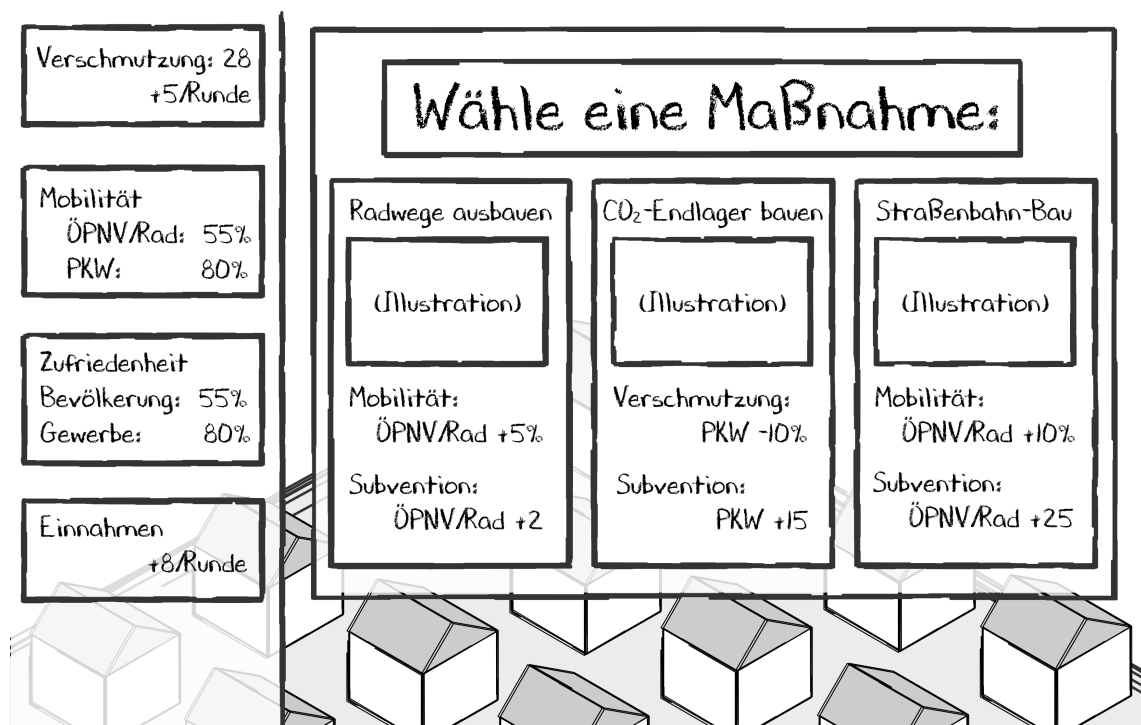 Verschmutzung: 28
+5/Runde
Mobilität
ÖPNV/Rad: 55%
PKW: 80%
Zufriedenheit
Bevölkerung: 55%
Gewerbe: 80%
Einnahmen
+8/Runde
Wähle eine Maßnahme:
Radwege ausbauen
(Illustration)
Mobilität:
ÖPNV/Rad +5%
Subvention:
ÖPNV/Rad +2
CO₂-Endlager bauen
(Illustration)
Verschmutzung:
PKW -10%
Subvention:
PKW +15
Straßenbahn-Bau
(Illustration)
Mobilität:
ÖPNV/Rad +10%
Subvention:
ÖPNV/Rad +25